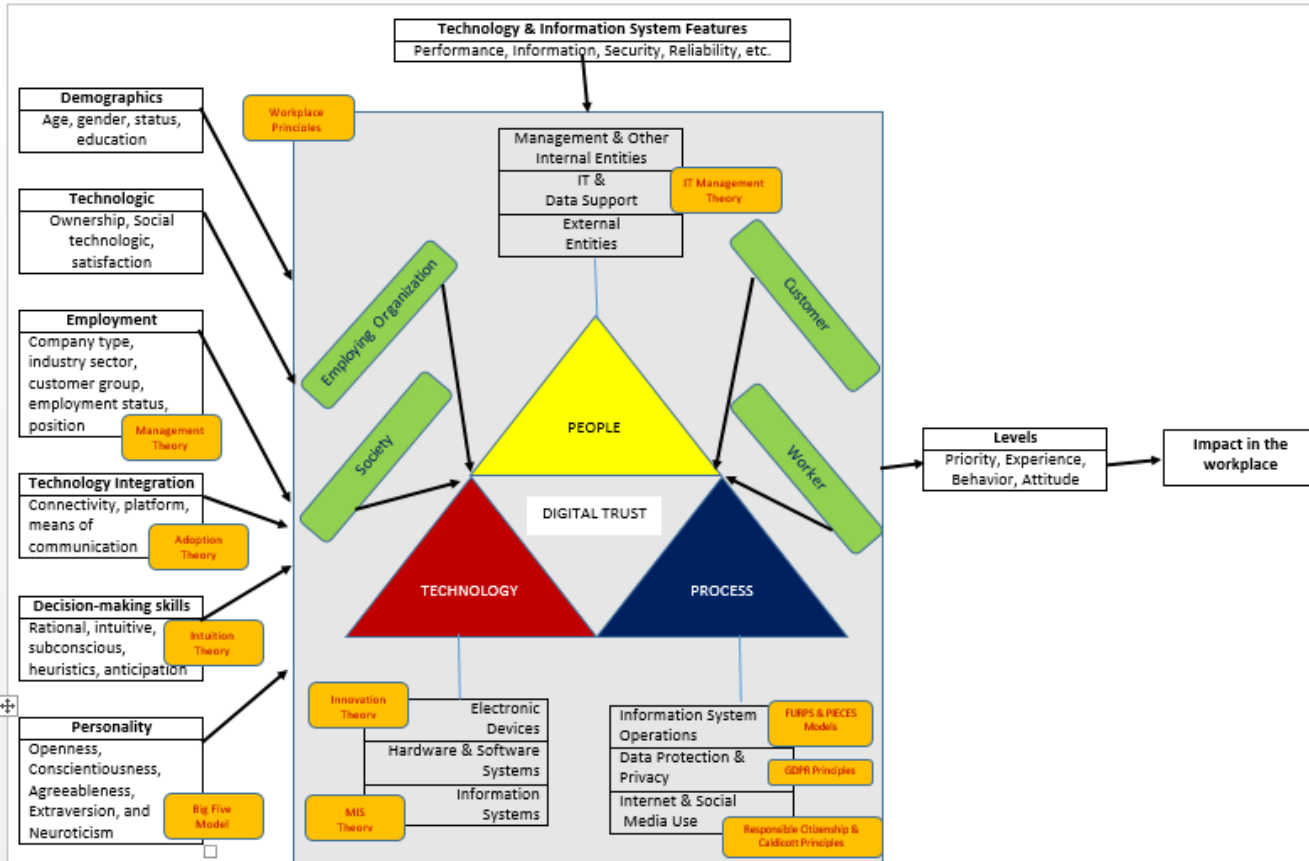 Technology & Information System Features
Performance, Information, Security, Reliability, etc.
Demographics
Age, gender, status,
education
Workplace
Principles
Management & Other
Internal Entities
IT &
Data Support
External
Entities
IT Management
Theory
Technologic
Ownership, Social
technologic,
satisfaction
Employing Organization
Customer
Employment
Company type,
industry sector,
customer group,
employment status,
position
Management
Theory
Society
PEOPLE
Worker
Levels
Priority, Experience,
Behavior, Attitude
Impact in the
workplace
Technology Integration
Connectivity, platform,
means of
communication
Adoption
Theory
DIGITAL TRUST
TECHNOLOGY
PROCESS
Decision-making skills
Rational, intuitive,
subconscious,
heuristics, anticipation
Intuition
Theory
Personality
Openness,
Conscientiousness,
Agreeableness,
Extraversion, and
Neuroticism
Big Five
Model
Innovation
Theory
Electronic
Devices
Hardware & Software
Systems
Information
Systems
MIS
Theory
Information System
Operations
Data Protection &
Privacy
Internet & Social
Media Use
FURPS & PIECES
Models
GDPR Principles
Responsible Citizenship &
Caldicott Principles